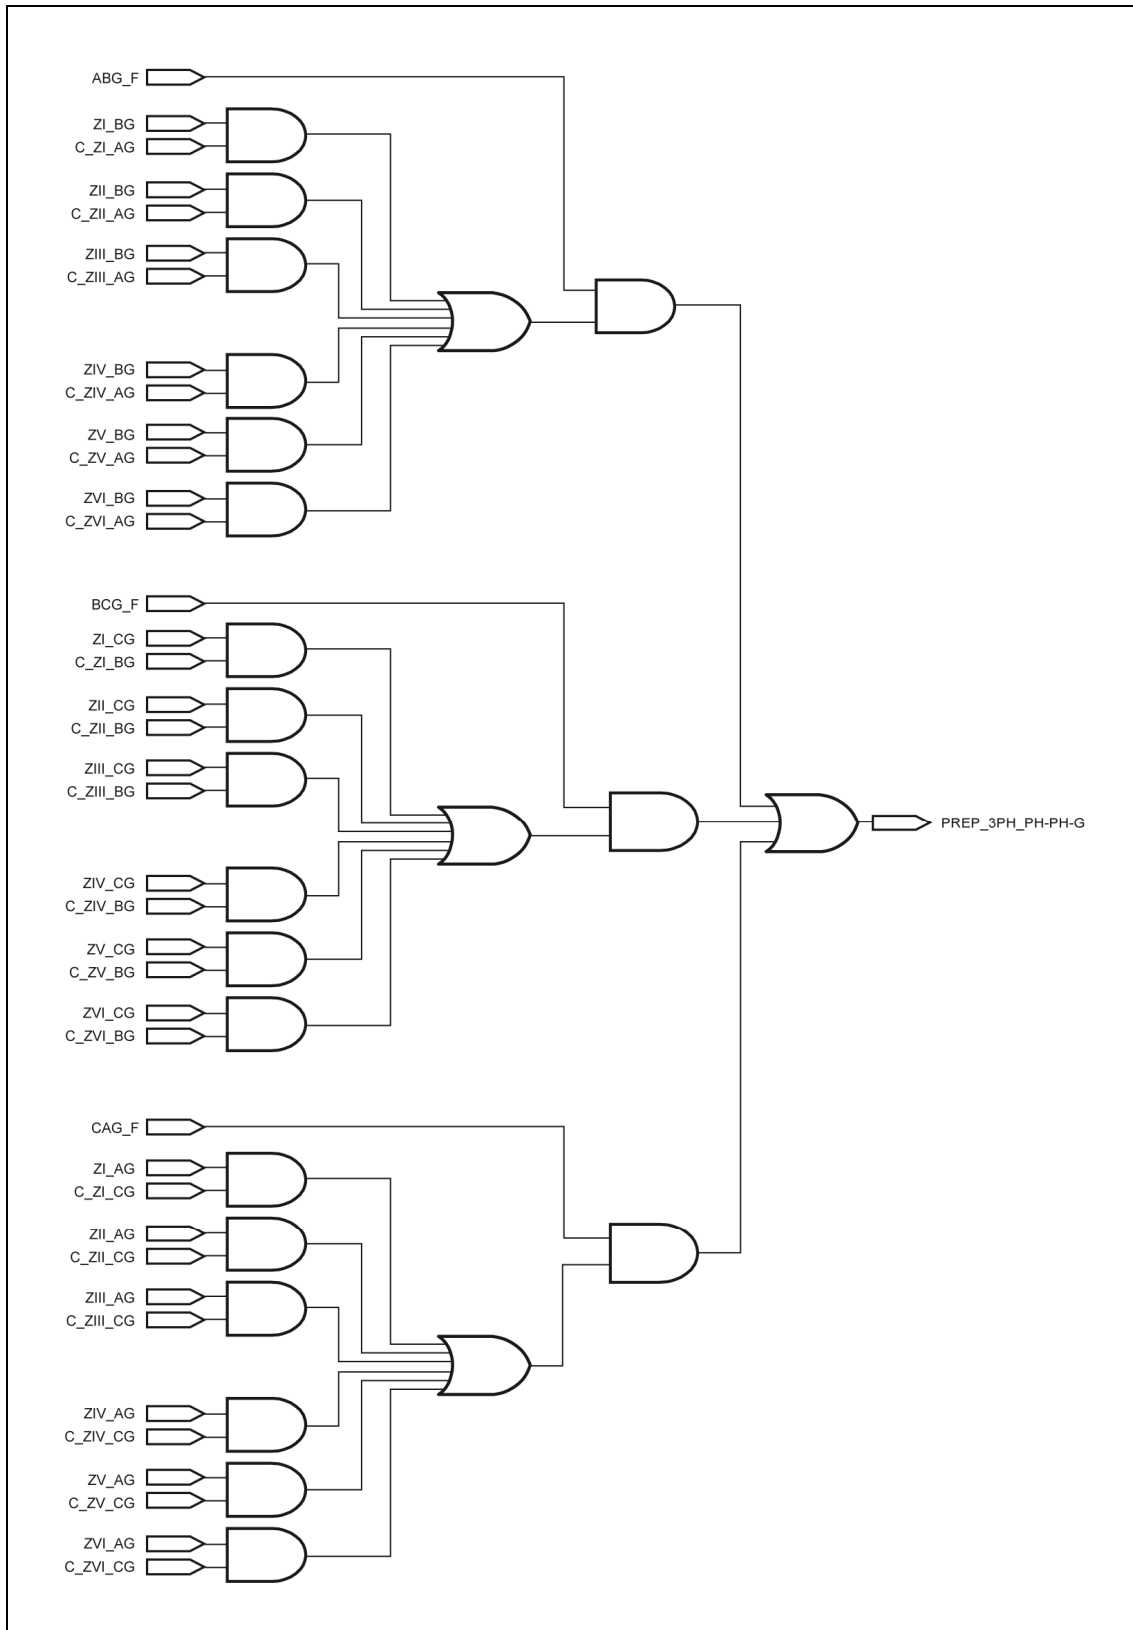 ABG_F
ZI_BG
C_ZI_AG
ZII_BG
C_ZII_AG
ZIII_BG
C_ZIII_AG
ZIV_BG
C_ZIV_AG
ZV_BG
C_ZV_AG
ZVI_BG
C_ZVI_AG
BCG_F
ZI_CG
C_ZI_BG
ZII_CG
C_ZII_BG
ZIII_CG
C_ZIII_BG
PREP_3PH_PH-PH-G
ZIV_CG
C_ZIV_BG
ZV_CG
C_ZV_BG
ZVI_CG
C_ZVI_BG
CAG_F
ZI_AG
C_ZI_CG
ZII_AG
C_ZII_CG
ZIII_AG
C_ZIII_CG
ZIV_AG
C_ZIV_CG
ZV_AG
C_ZV_CG
ZVI_AG
C_ZVI_CG